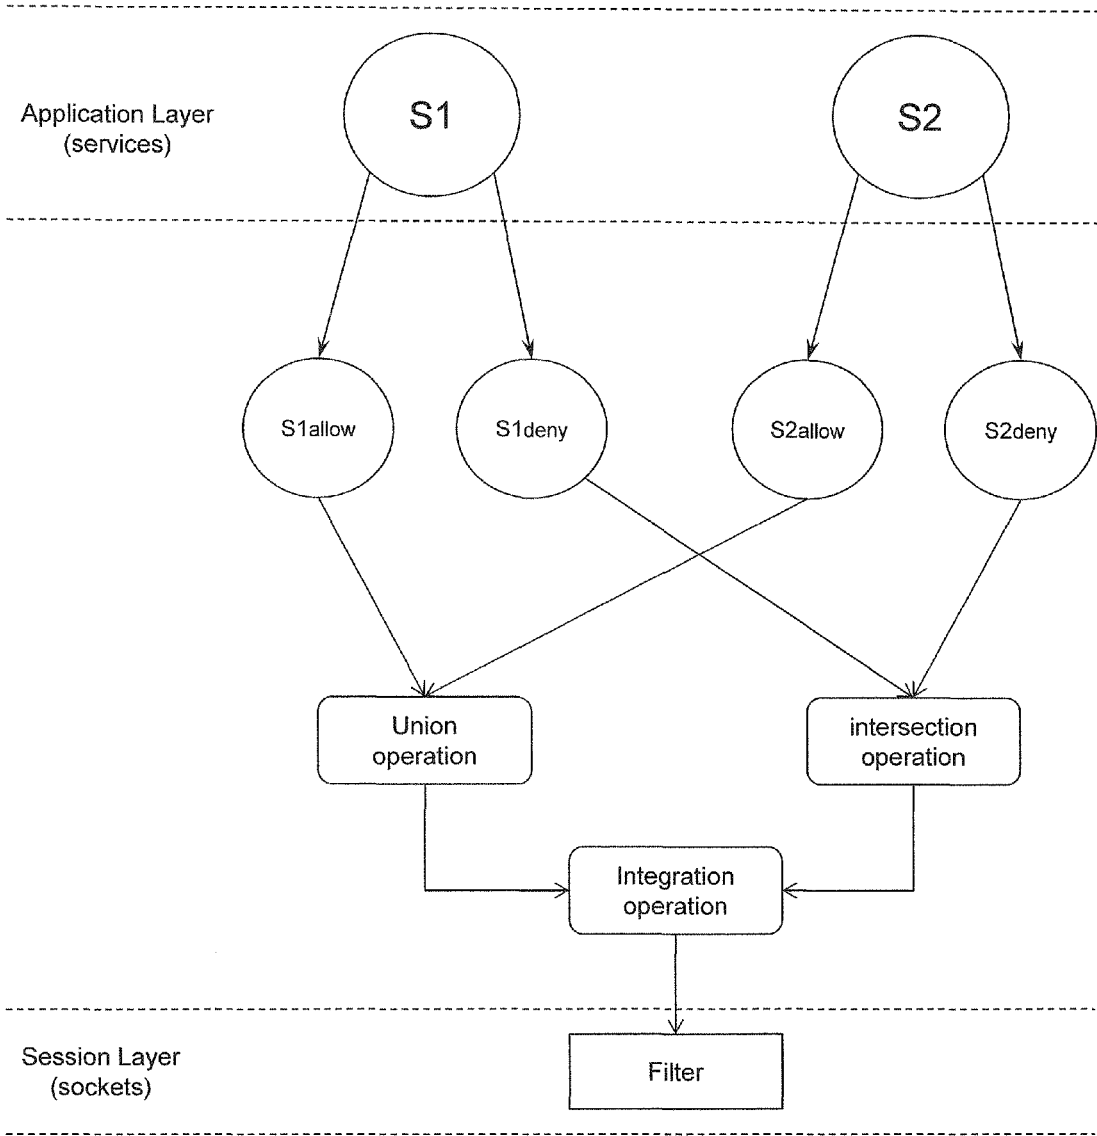 Application Layer
(services)
S1
S2
S1allow
S1deny
S2allow
S2deny
Union
operation
intersection
operation
Integration
operation
Session Layer
(sockets)
Filter